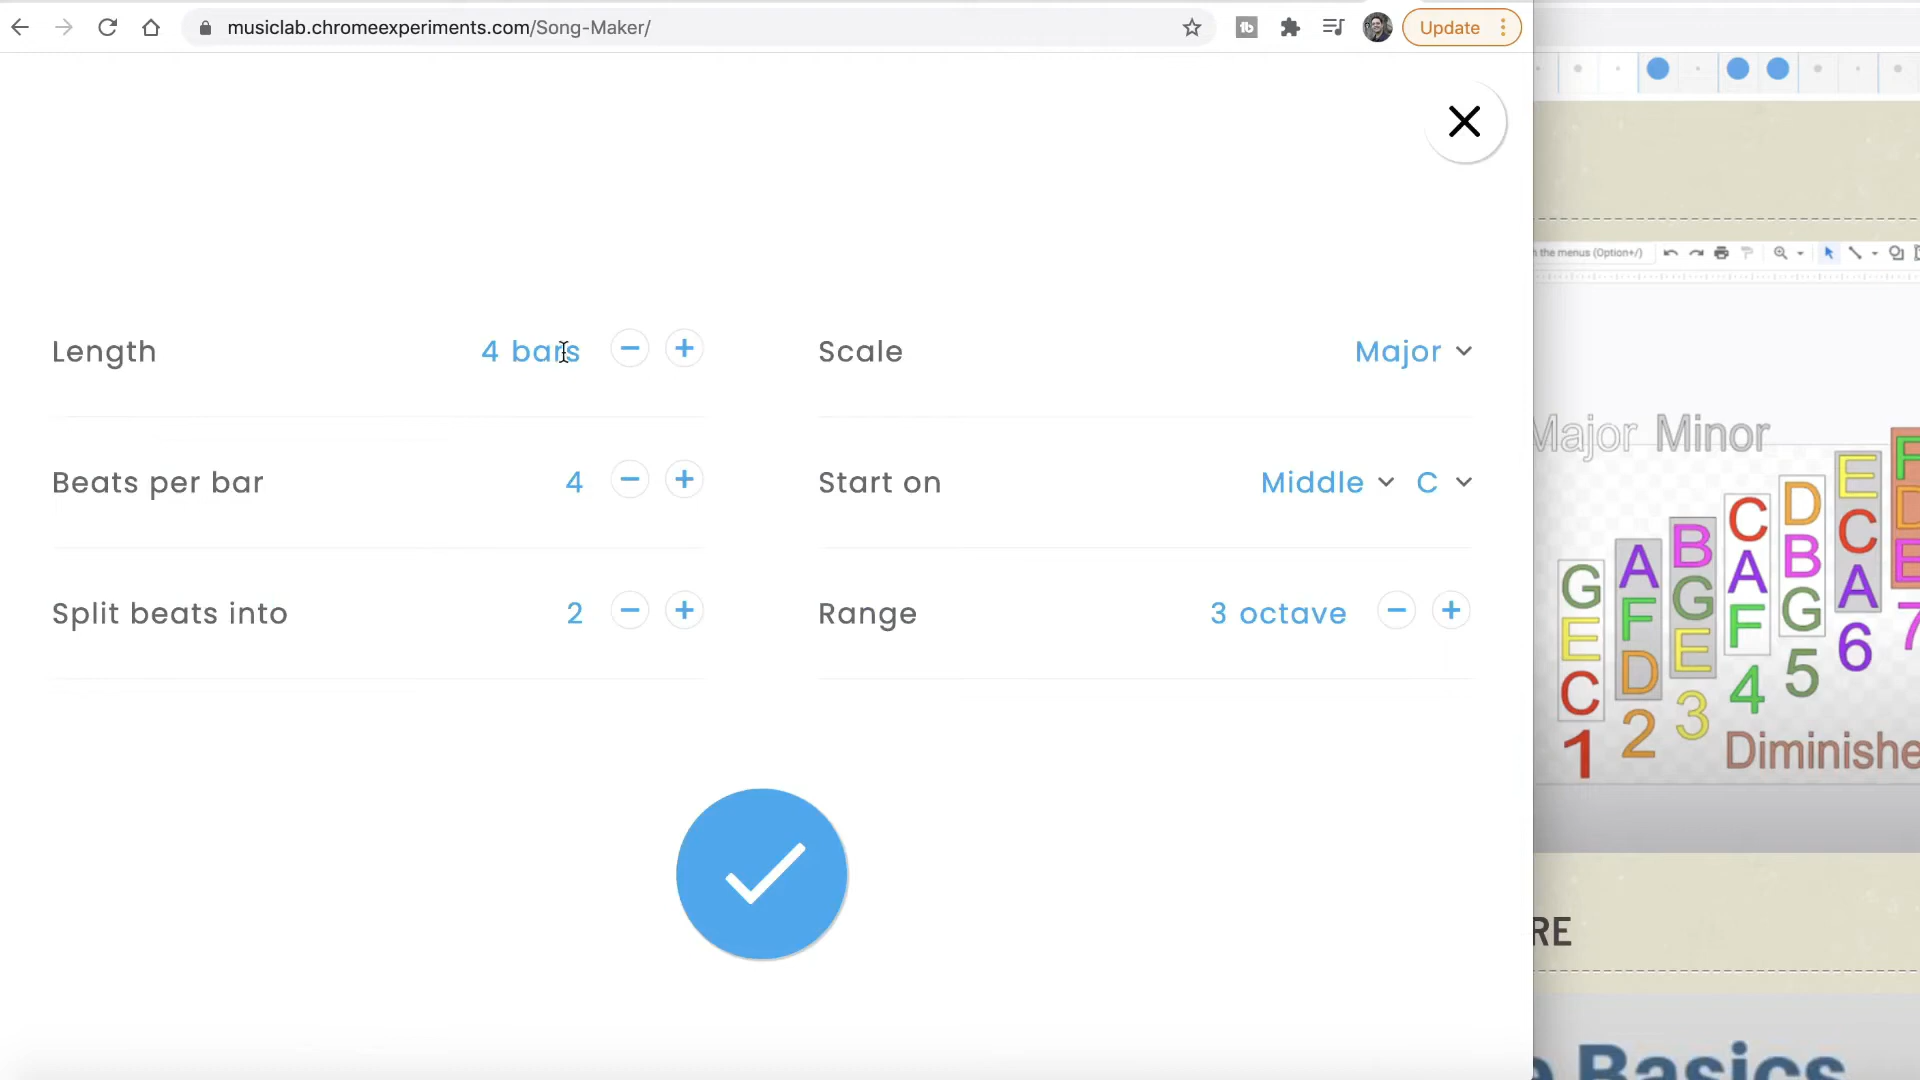 musiclab.chromeexperiments.com/Song-Maker/
Update
Length 4 bars
Scale Major
Beats per bar 4
Start on Middle C
Split beats into 2
Range 3 octave
the menus (Option+/)
Major Minor
G A B C D E F
E F G A B C D
C D E F G A B
1 2 3 4 5 6 7
Diminishe
RE
e Basics